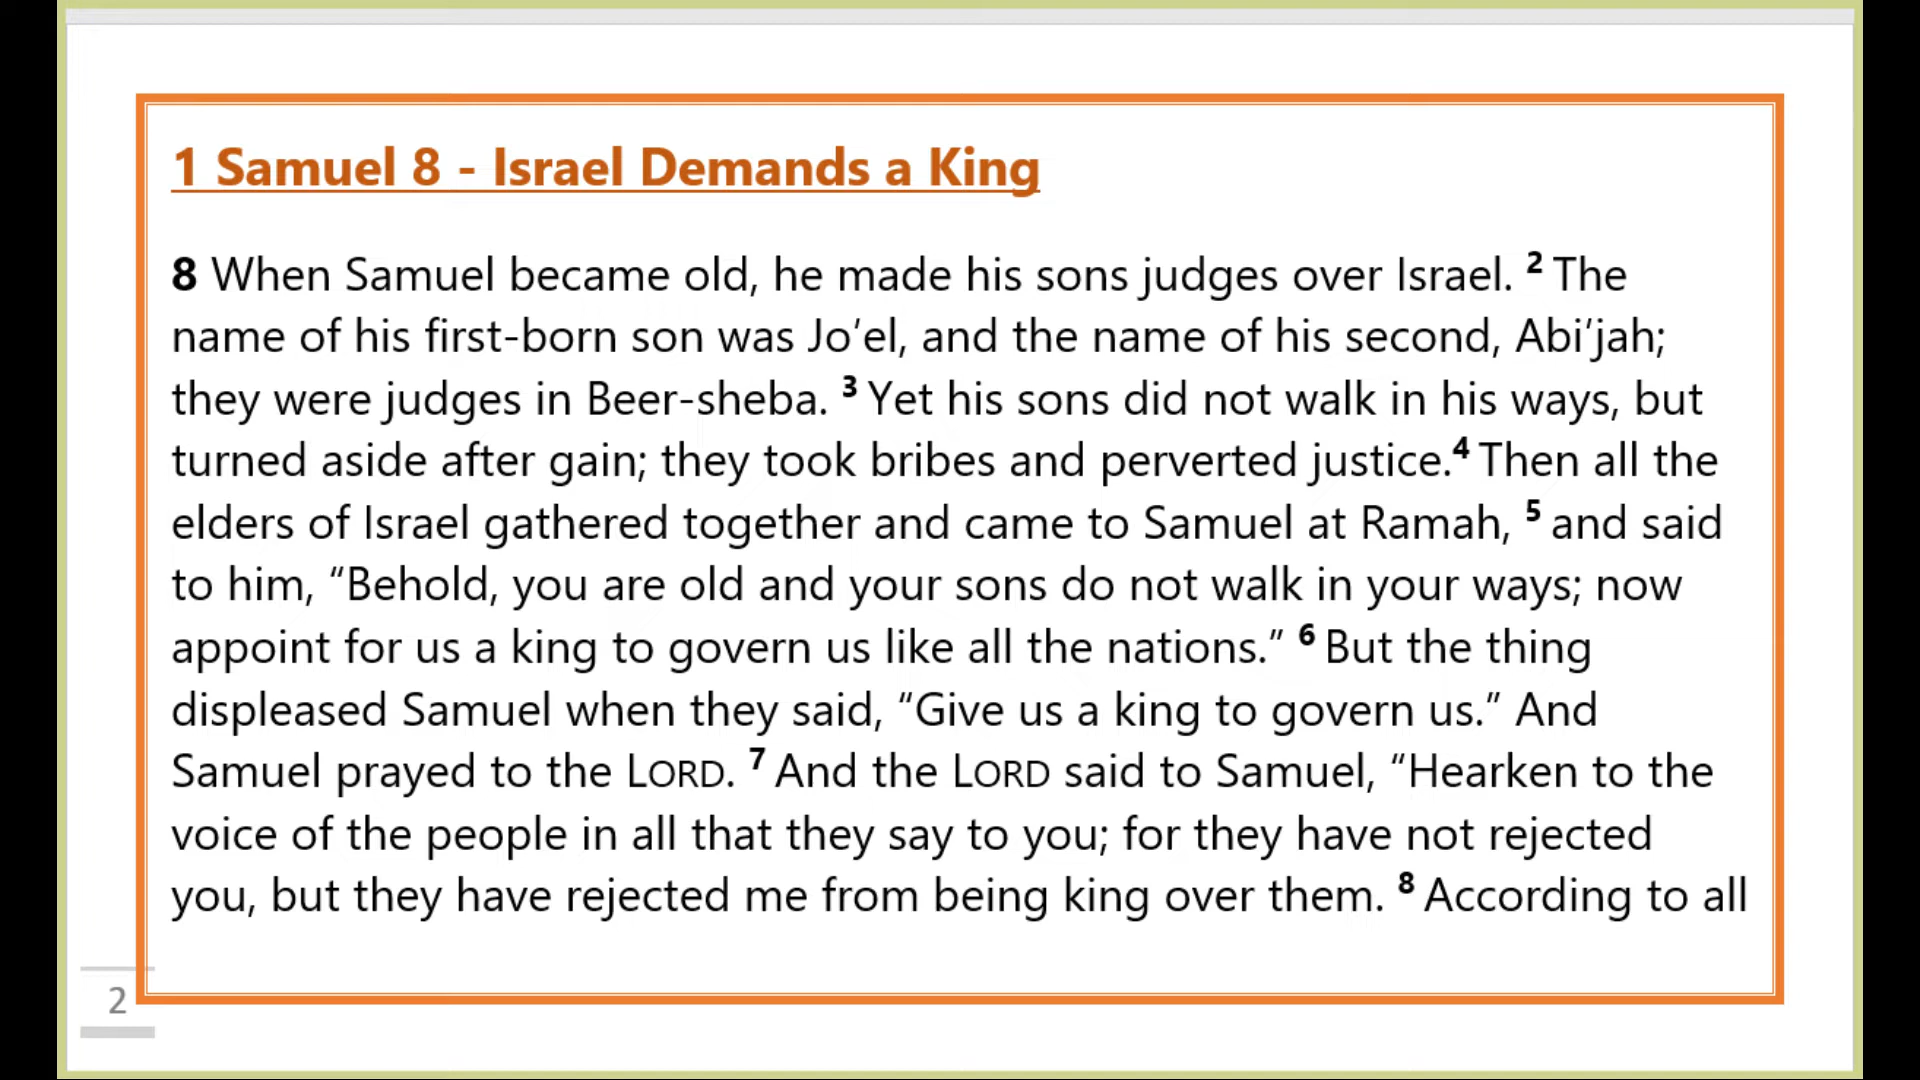 1 Samuel 8 - Israel Demands a King
8 When Samuel became old, he made his sons judges over Israel. 2 The
name of his first-born son was Jo′el, and the name of his second, Abi′jah;
they were judges in Beer-sheba. 3 Yet his sons did not walk in his ways, but
turned aside after gain; they took bribes and perverted justice.4 Then all the
elders of Israel gathered together and came to Samuel at Ramah, 5 and said
to him, “Behold, you are old and your sons do not walk in your ways; now
appoint for us a king to govern us like all the nations.” 6 But the thing
displeased Samuel when they said, “Give us a king to govern us.” And
Samuel prayed to the LORD. 7 And the LORD said to Samuel, “Hearken to the
voice of the people in all that they say to you; for they have not rejected
you, but they have rejected me from being king over them. 8 According to all
2